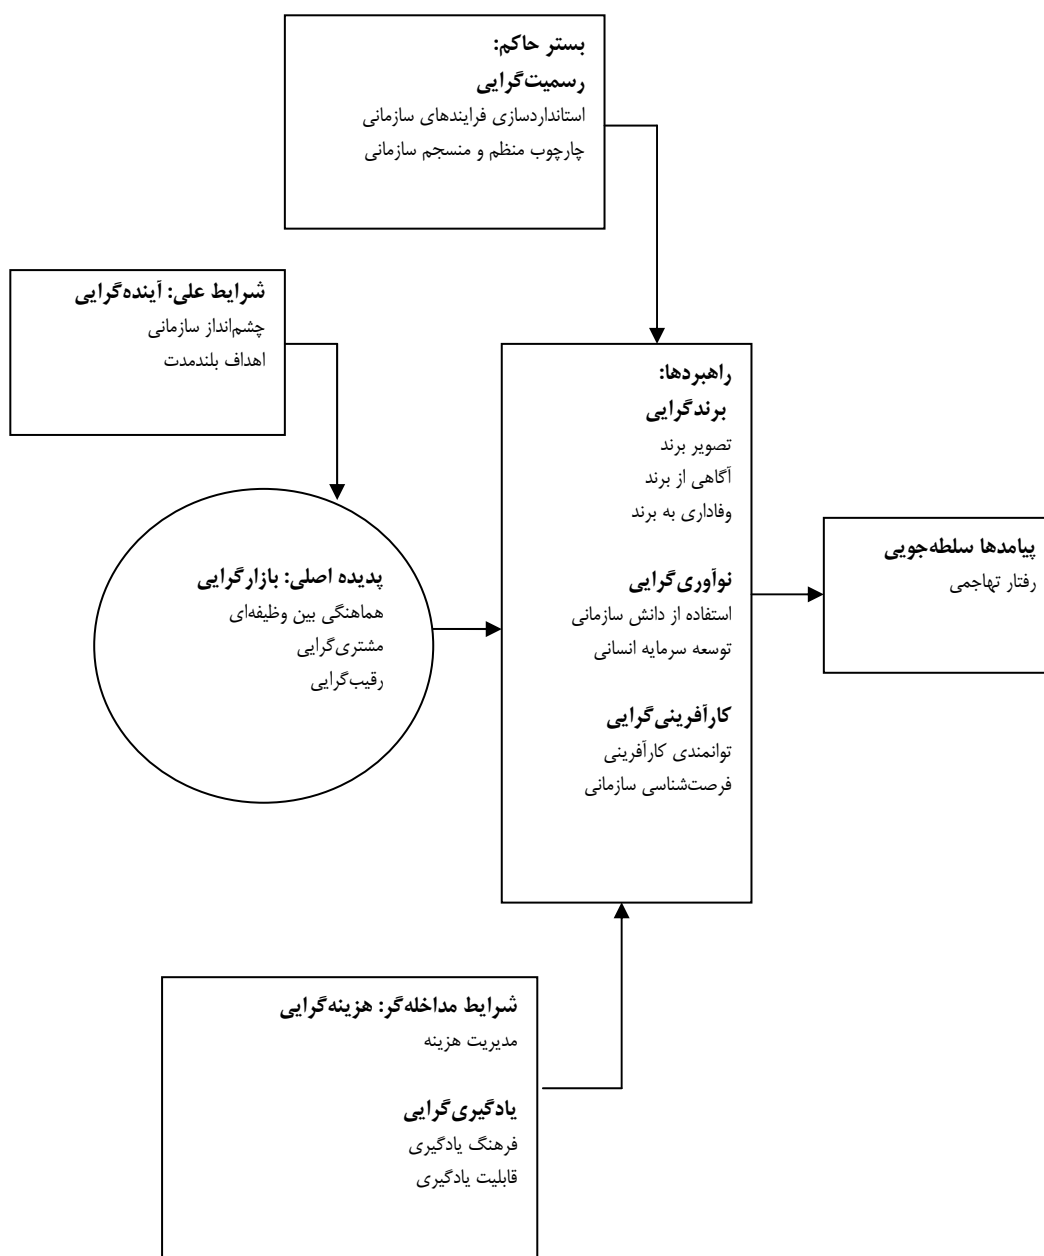 بستر حاکم:
رسمیت‌گرایی
استانداردسازی فرایندهای سازمانی
چارچوب منظم و منسجم سازمانی
شرایط علی: آینده‌گرایی
چشم‌انداز سازمانی
اهداف بلندمدت
راهبردها:
برندگرایی
تصویر برند
آگاهی از برند
وفاداری به برند
نوآوری‌گرایی
استفاده از دانش سازمانی
توسعه سرمایه انسانی
کارآفرینی‌گرایی
توانمندی کارآفرینی
فرصت‌شناسی سازمانی
پیامدها سلطه‌جویی
رفتار تهاجمی
پدیده اصلی: بازارگرایی
هماهنگی بین وظیفه‌ای
مشتری‌گرایی
رقیب‌گرایی
شرایط مداخله‌گر: هزینه‌گرایی
مدیریت هزینه
یادگیری‌گرایی
فرهنگ یادگیری
قابلیت یادگیری